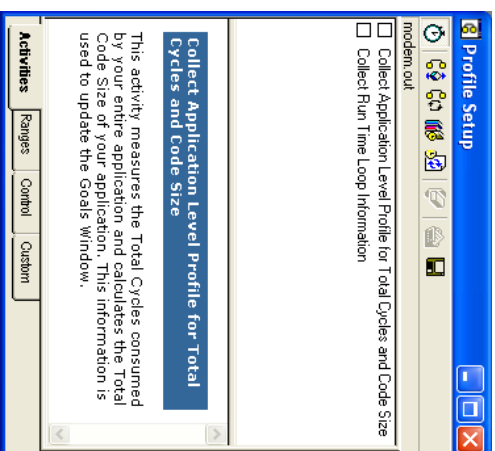 Profile Setup
modem.out
Collect Application Level Profile for Total Cycles and Code Size
Collect Run Time Loop Information
Collect Application Level Profile for Total
Cycles and Code Size
This activity measures the Total Cycles consumed
by your entire application and calculates the Total
Code Size of your application. This information is
used to update the Goals Window.
Activities
Ranges
Control
Custom